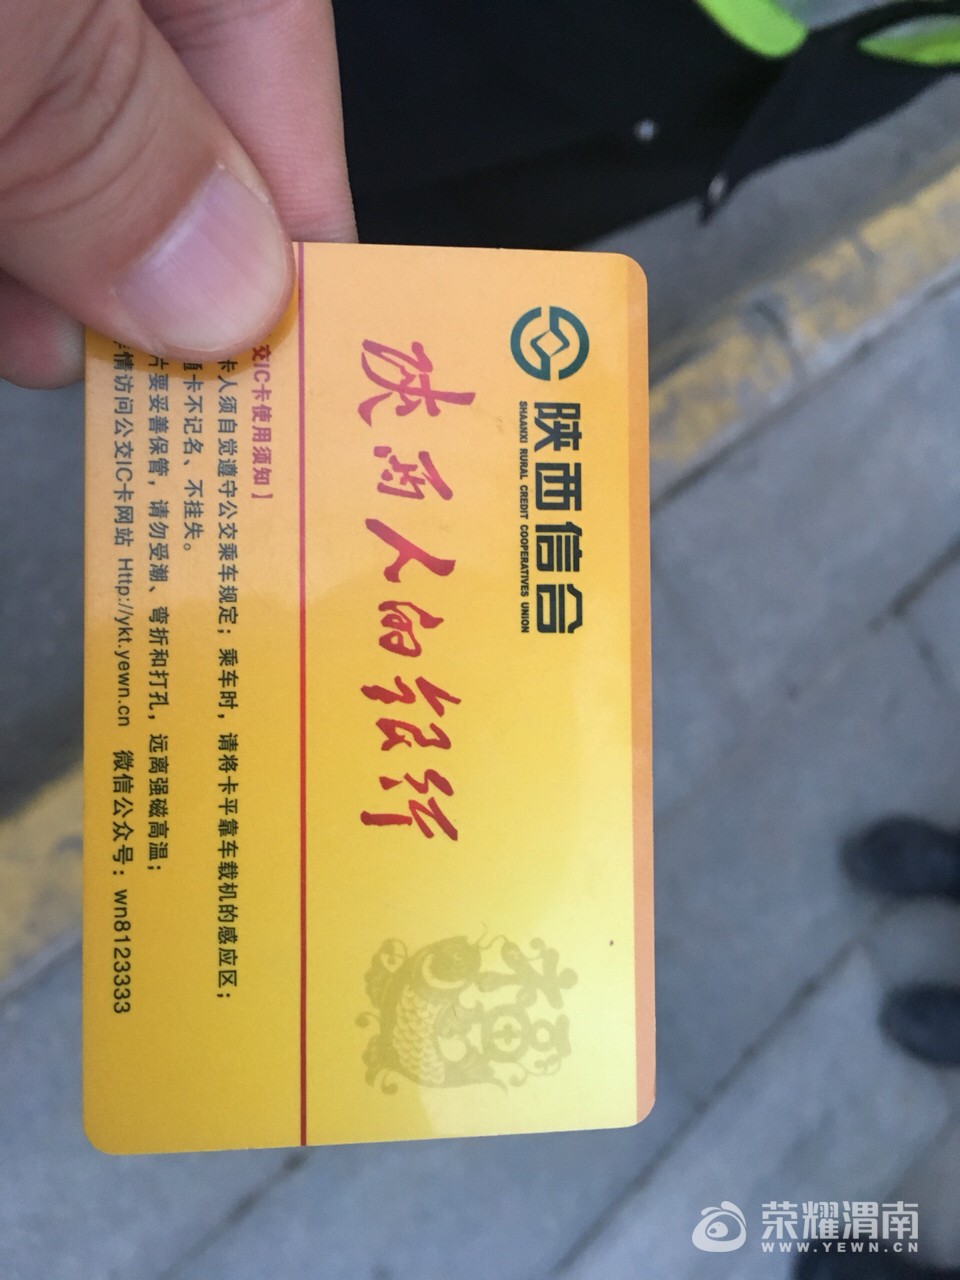 陕西信合
SHAANXI RURAL CREDIT COOPERATIVES UNION
陕西人的银行
交IC卡使用须知】
卡人须自觉遵守公交乘车规定；乘车时，请将卡平靠车载机的感应区；
通卡不记名、不挂失。
片要妥善保管，请勿受潮、弯折和打孔，远离强磁高温；
情访问公交IC卡网站 Http://ykt.yewn.cn 微信公众号：wn8123333
荣耀渭南
WWW.YEWN.CN